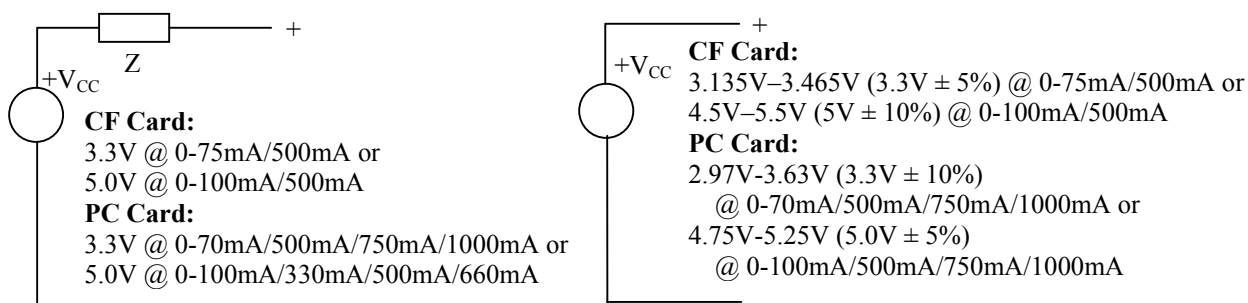 +
Z
+VCC
CF Card:
3.3V @ 0-75mA/500mA or
5.0V @ 0-100mA/500mA
PC Card:
3.3V @ 0-70mA/500mA/750mA/1000mA or
5.0V @ 0-100mA/330mA/500mA/660mA
+
+VCC
CF Card:
3.135V–3.465V (3.3V ± 5%) @ 0-75mA/500mA or
4.5V–5.5V (5V ± 10%) @ 0-100mA/500mA
PC Card:
2.97V-3.63V (3.3V ± 10%)
@ 0-70mA/500mA/750mA/1000mA or
4.75V-5.25V (5.0V ± 5%)
@ 0-100mA/500mA/750mA/1000mA